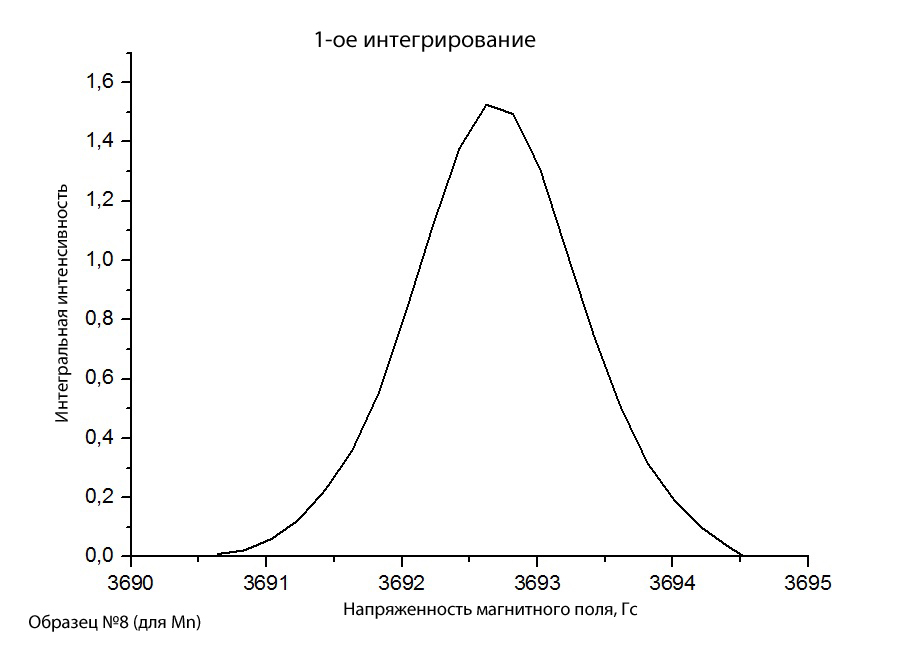 1-ое интегрирование
Интегральная интенсивность
1,6
1,4
1,2
1,0
0,8
0,6
0,4
0,2
0,0
3690 3691 3692 3693 3694 3695
Напряженность магнитного поля, Гс
Образец №8 (для Mn)